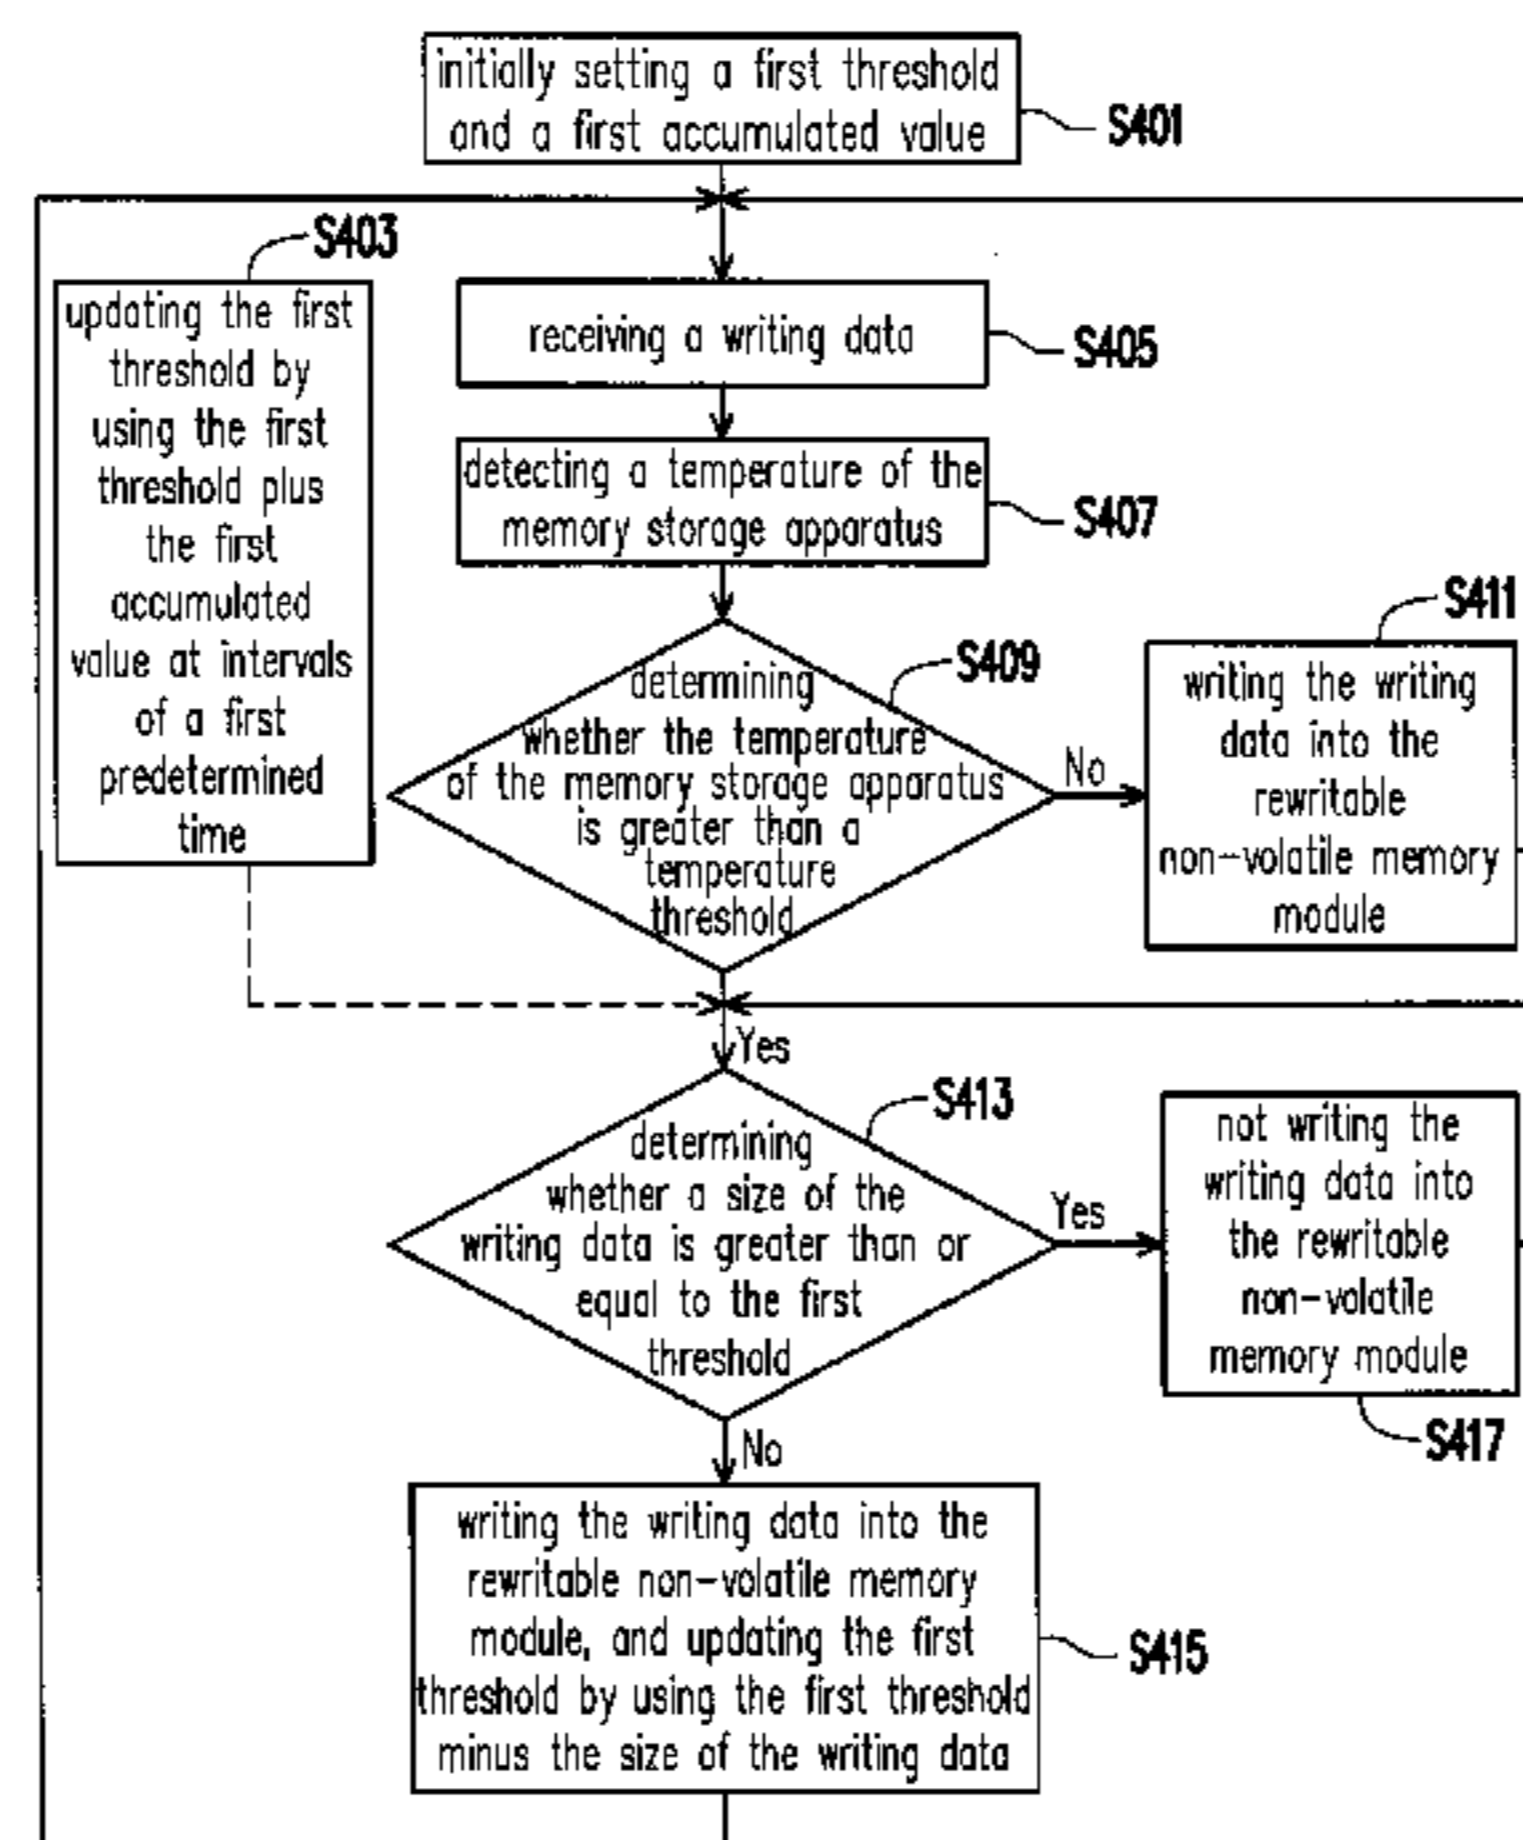 initially setting a first threshold
and a first accumulated value
S401
S403
updating the first
threshold by
using the first
threshold plus
the first
accumulated
value at intervals
of a first
predetermined
time
receiving a writing data
S405
detecting a temperature of the
memory storage apparatus
S407
determining
whether the temperature
of the memory storage apparatus
is greater than a
temperature
threshold
S409
No
S411
writing the writing
data into the
rewritable
non-volatile memory
module
Yes
determining
whether a size of the
writing data is greater than or
equal to the first
threshold
S413
Yes
not writing the
writing data into
the rewritable
non-volatile
memory module
S417
No
writing the writing data into the
rewritable non-volatile memory
module, and updating the first
threshold by using the first threshold
minus the size of the writing data
S415